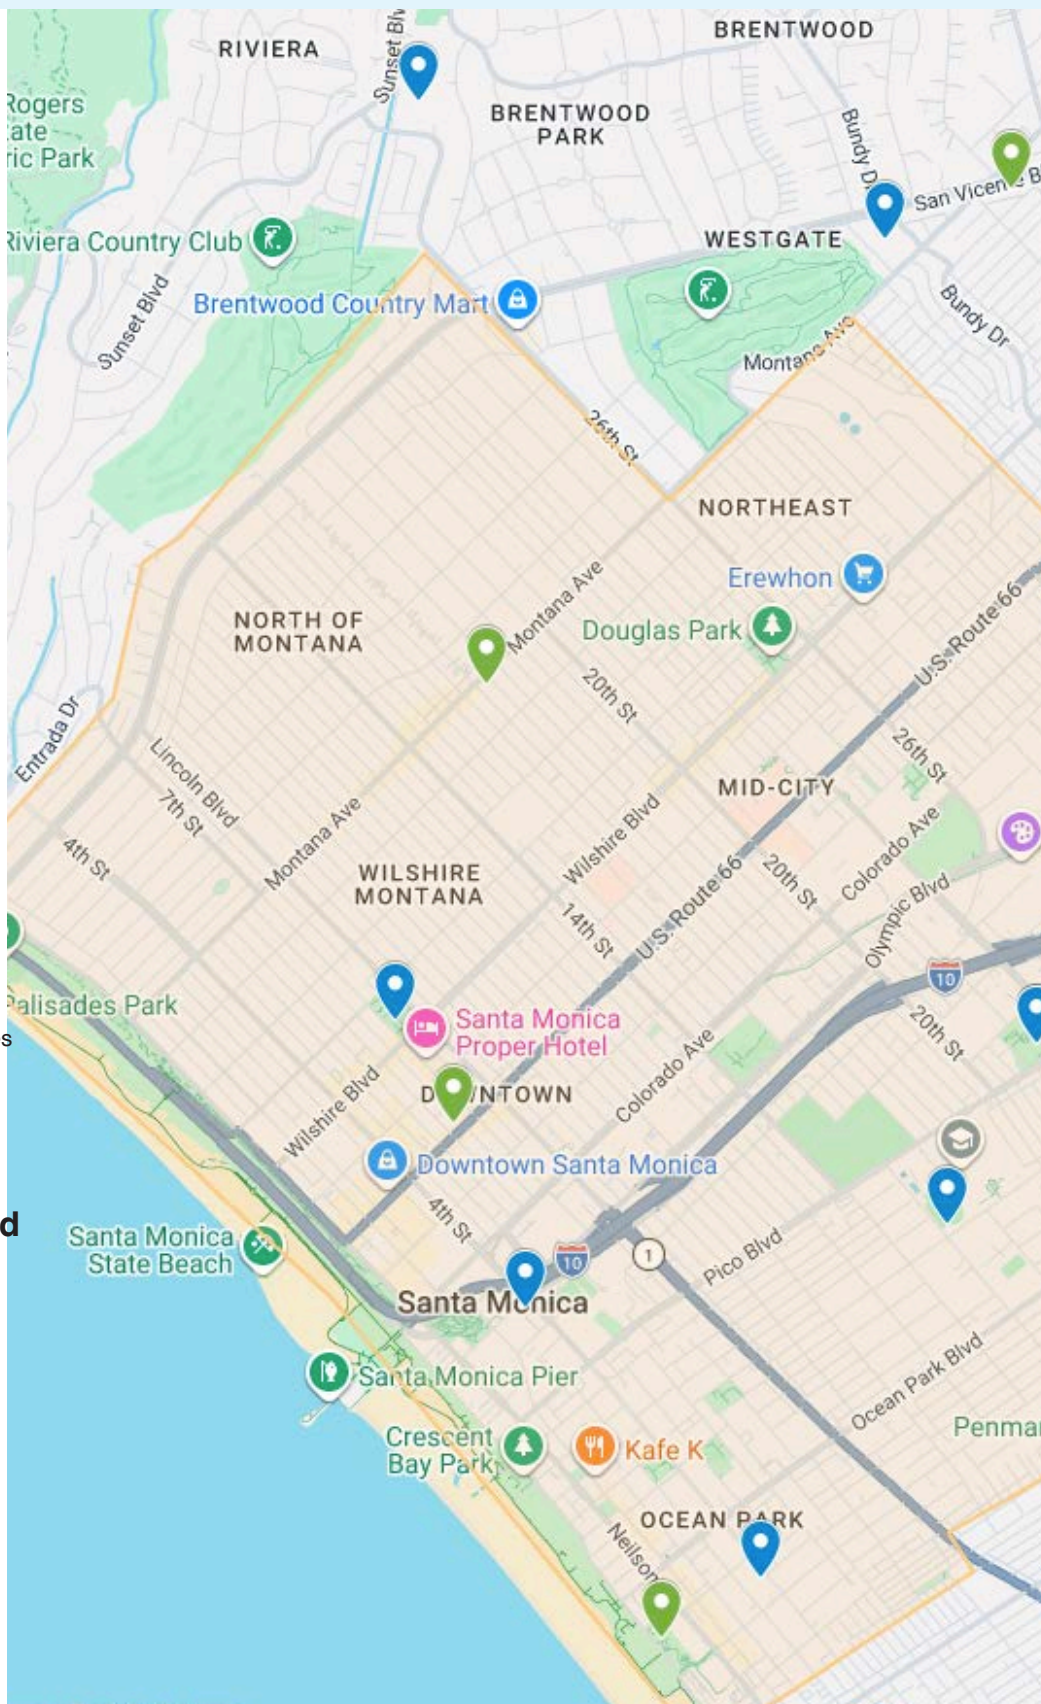 BRENTWOOD
RIVIERA
Sunset Blv
BRENTWOOD
PARK
Rogers
ate
ric Park
Bundy Dr
San Vicente B
Riviera Country Club
WESTGATE
Brentwood Country Mart
Sunset Blvd
Bundy Dr
Montana Ave
26th St
NORTHEAST
Erewhon
Montana Ave
U.S. Route 66
NORTH OF
MONTANA
Douglas Park
20th St
Entrada Dr
26th St
Lincoln Blvd
7th St
MID-CITY
Montana Ave
Wilshire Blvd
Colorado Ave
4th St
WILSHIRE
MONTANA
20th St
U.S. Route 66
Olympic Blvd
14th St
10
Palisades Park
Santa Monica
Proper Hotel
20th St
s
Colorado Ave
DOWNTOWN
Wilshire Blvd
Downtown Santa Monica
4th St
d
Santa Monica
State Beach
10
1
Pico Blvd
Santa Monica
Santa Monica Pier
Ocean Park Blvd
Crescent
Bay Park
Kafe K
Penmar
OCEAN PARK
Neilson